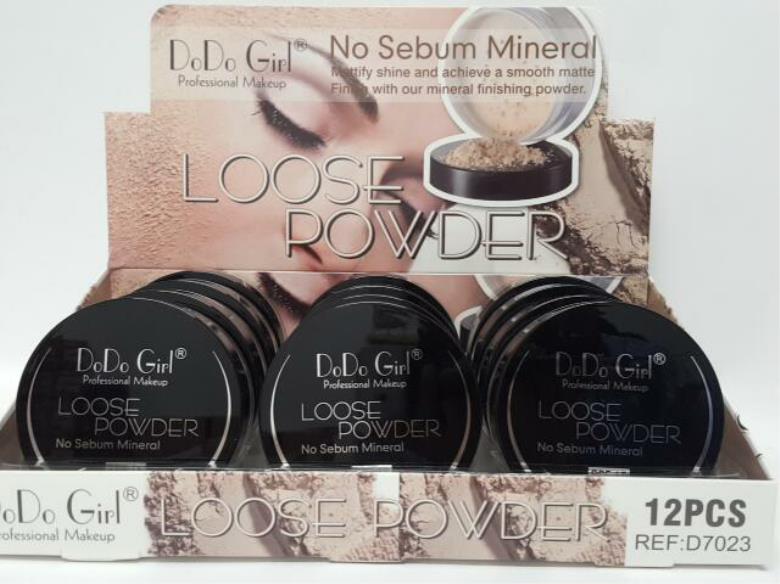 DoDo Girl®
Professional Makeup
No Sebum Mineral
Mattify shine and achieve a smooth matte
Finish with our mineral finishing powder.
LOOSE
POWDER
DoDo Girl®
Professional Makeup
LOOSE
POWDER
No Sebum Mineral
DoDo Girl®
Professional Makeup
LOOSE
POWDER
No Sebum Mineral
DoDo Girl®
Professional Makeup
LOOSE
POWDER
No Sebum Mineral
oDo Girl®
rofessional Makeup
LOOSE POWDER
12PCS
REF:D7023